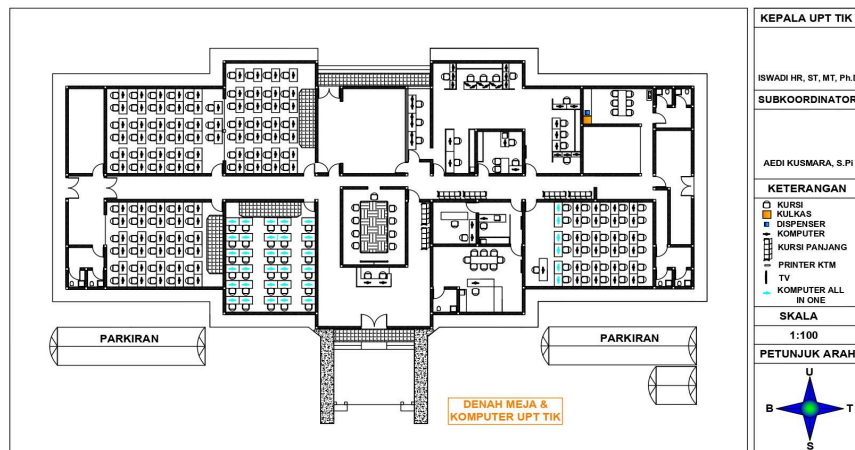 KEPALA UPT TIK
ISWADI HR, ST, MT, Ph.
SUBKOORDINATOR
AEDI KUSMARA, S.Pi
KETERANGAN
KURSI
KULKAS
DISPENSER
KOMPUTER
KURSI PANJANG
PRINTER KTM
TV
KOMPUTER ALL
IN ONE
SKALA
1:100
PETUNJUK ARAH
U
B
T
S
PARKIRAN
PARKIRAN
DENAH MEJA &
KOMPUTER UPT TIK